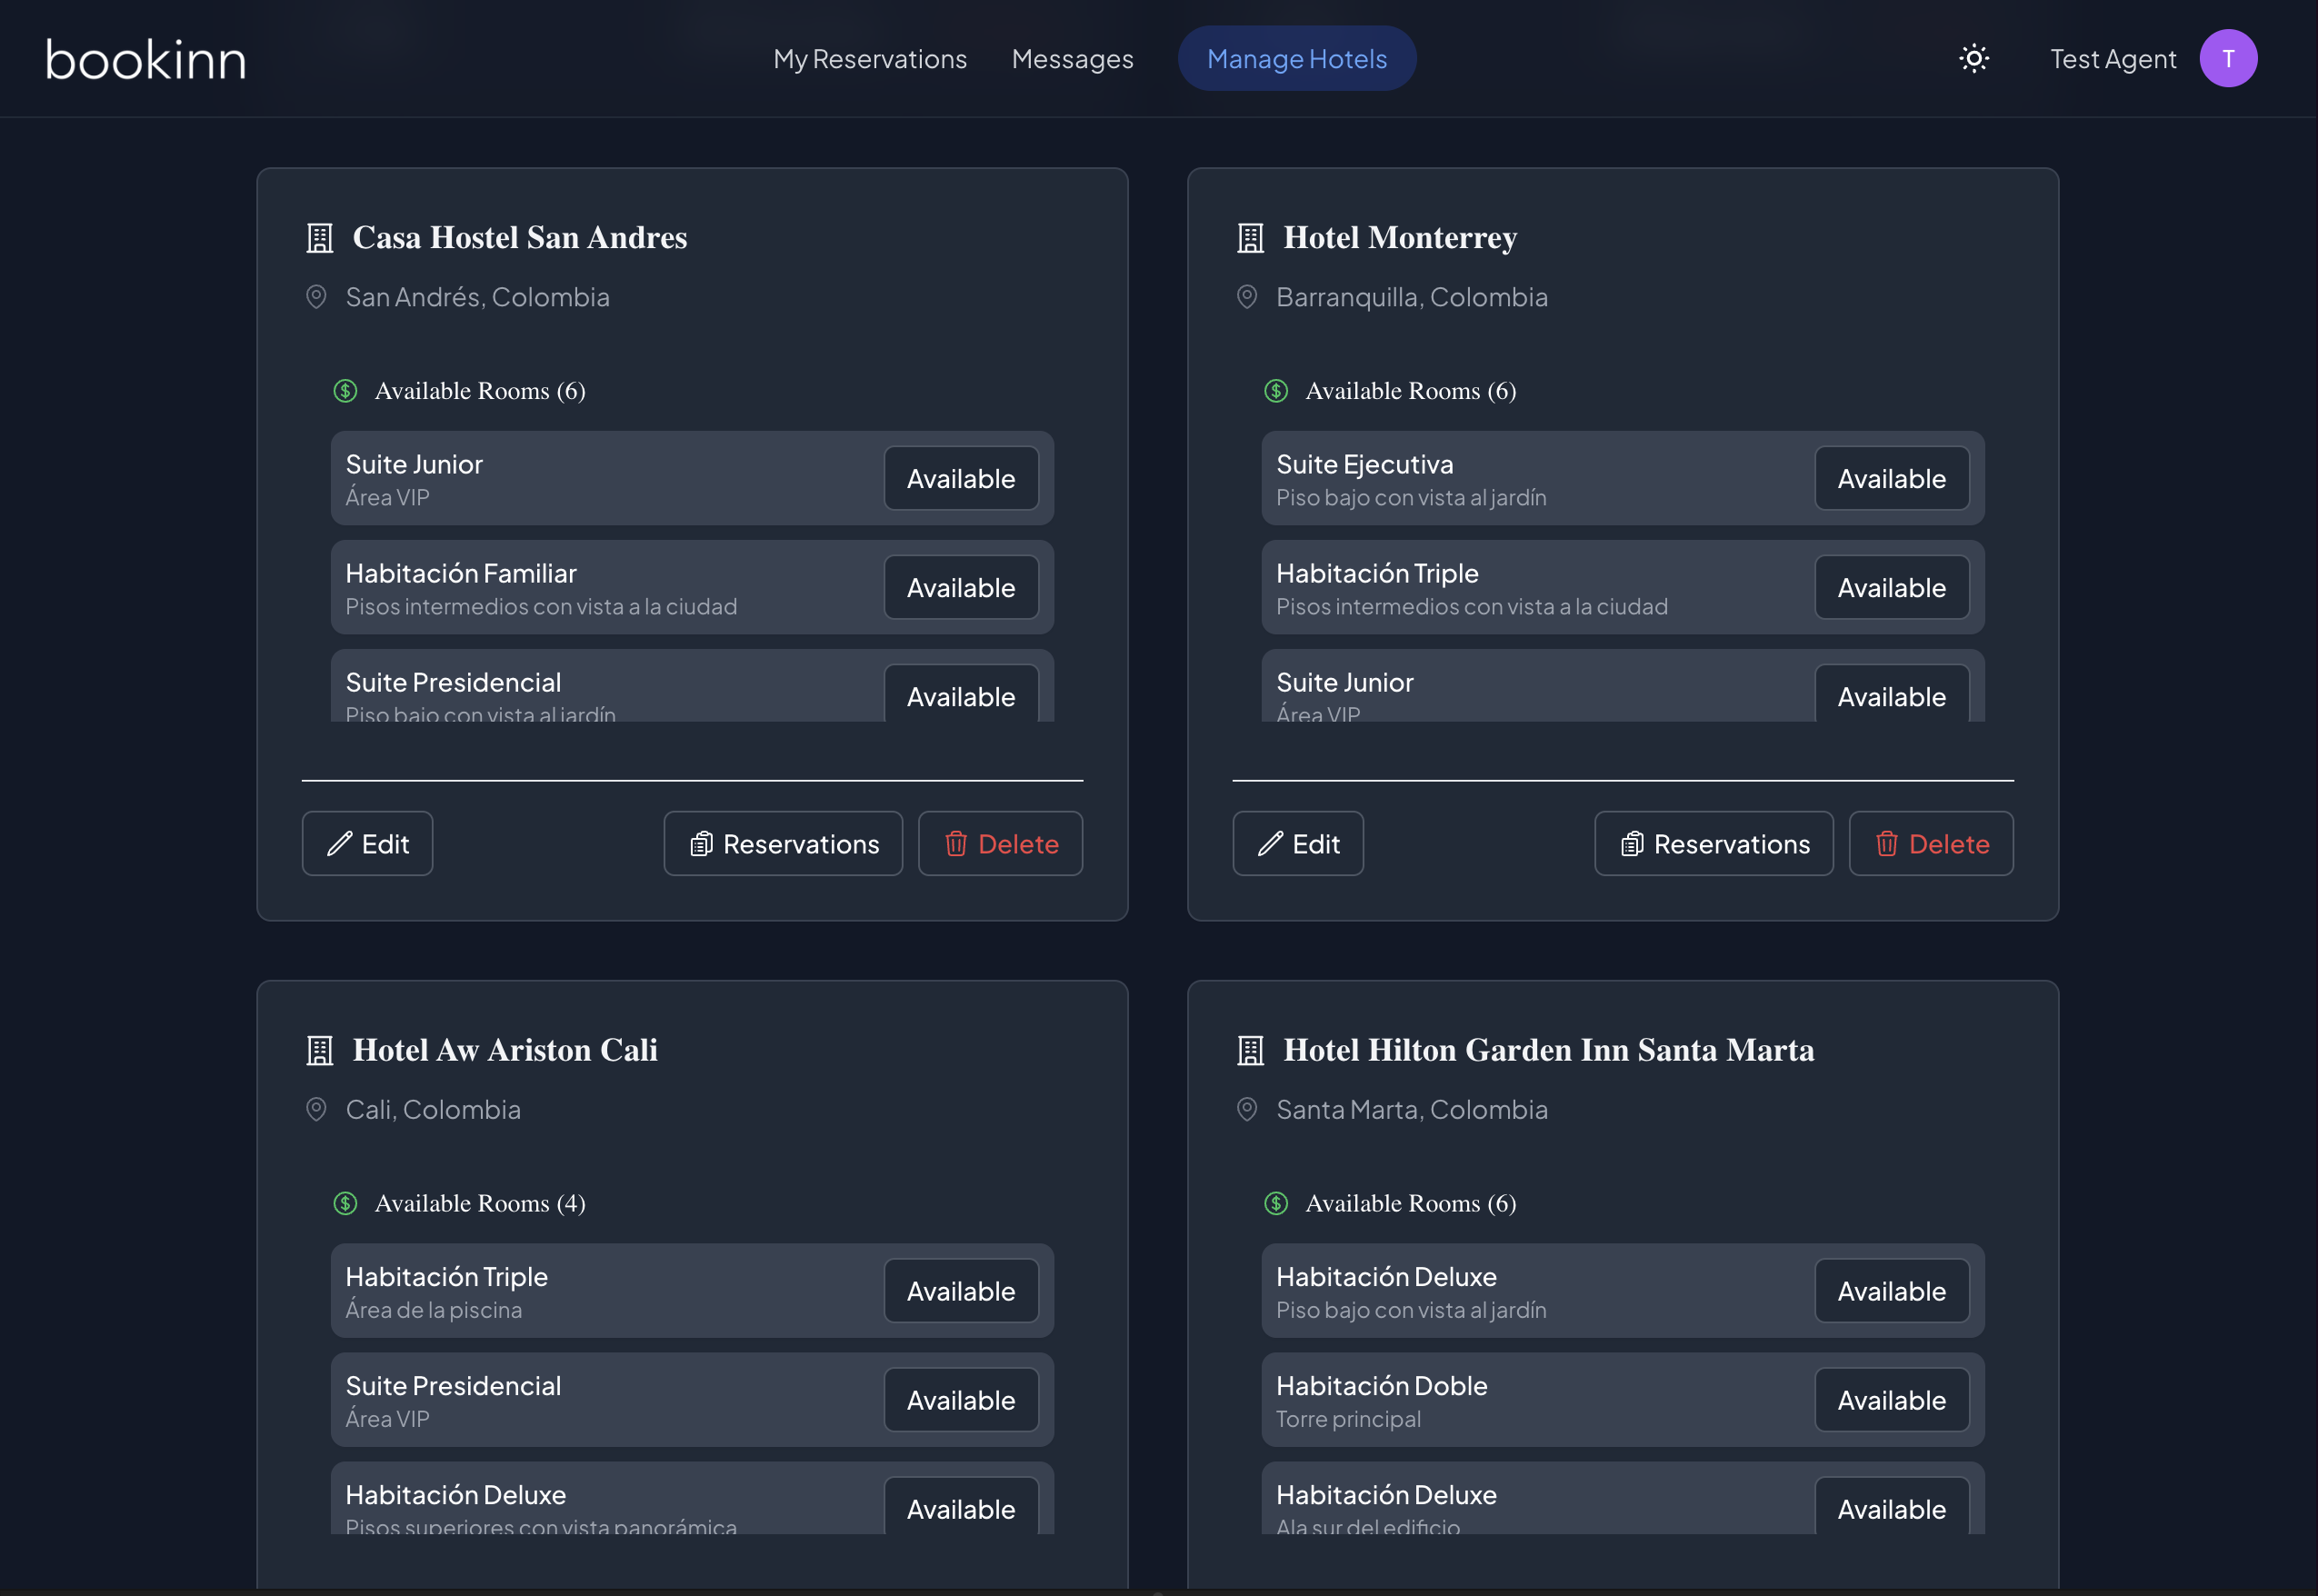 bookinn
My Reservations
Messages
Manage Hotels
Test Agent
T
Casa Hostel San Andres
San Andrés, Colombia
Available Rooms (6)
Suite Junior
Área VIP
Available
Habitación Familiar
Pisos intermedios con vista a la ciudad
Available
Suite Presidencial
Piso bajo con vista al jardín
Available
Edit
Reservations
Delete
Hotel Monterrey
Barranquilla, Colombia
Available Rooms (6)
Suite Ejecutiva
Piso bajo con vista al jardín
Available
Habitación Triple
Pisos intermedios con vista a la ciudad
Available
Suite Junior
Área VIP
Available
Edit
Reservations
Delete
Hotel Aw Ariston Cali
Cali, Colombia
Available Rooms (4)
Habitación Triple
Área de la piscina
Available
Suite Presidencial
Área VIP
Available
Habitación Deluxe
Pisos superiores con vista panorámica
Available
Hotel Hilton Garden Inn Santa Marta
Santa Marta, Colombia
Available Rooms (6)
Habitación Deluxe
Piso bajo con vista al jardín
Available
Habitación Doble
Torre principal
Available
Habitación Deluxe
Ala sur del edificio
Available